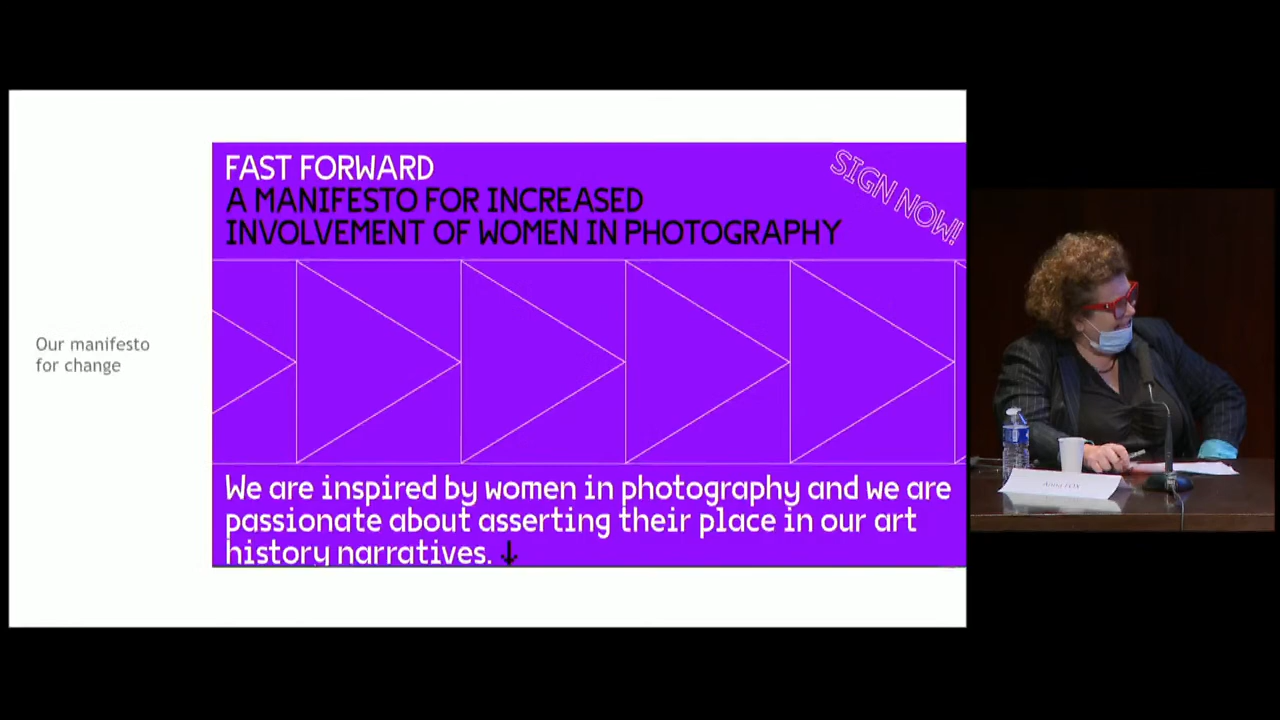 FAST FORWARD
A MANIFESTO FOR INCREASED
INVOLVEMENT OF WOMEN IN PHOTOGRAPHY
SIGN NOW!
Our manifesto
for change
We are inspired by women in photography and we are
passionate about asserting their place in our art
history narratives. ↓